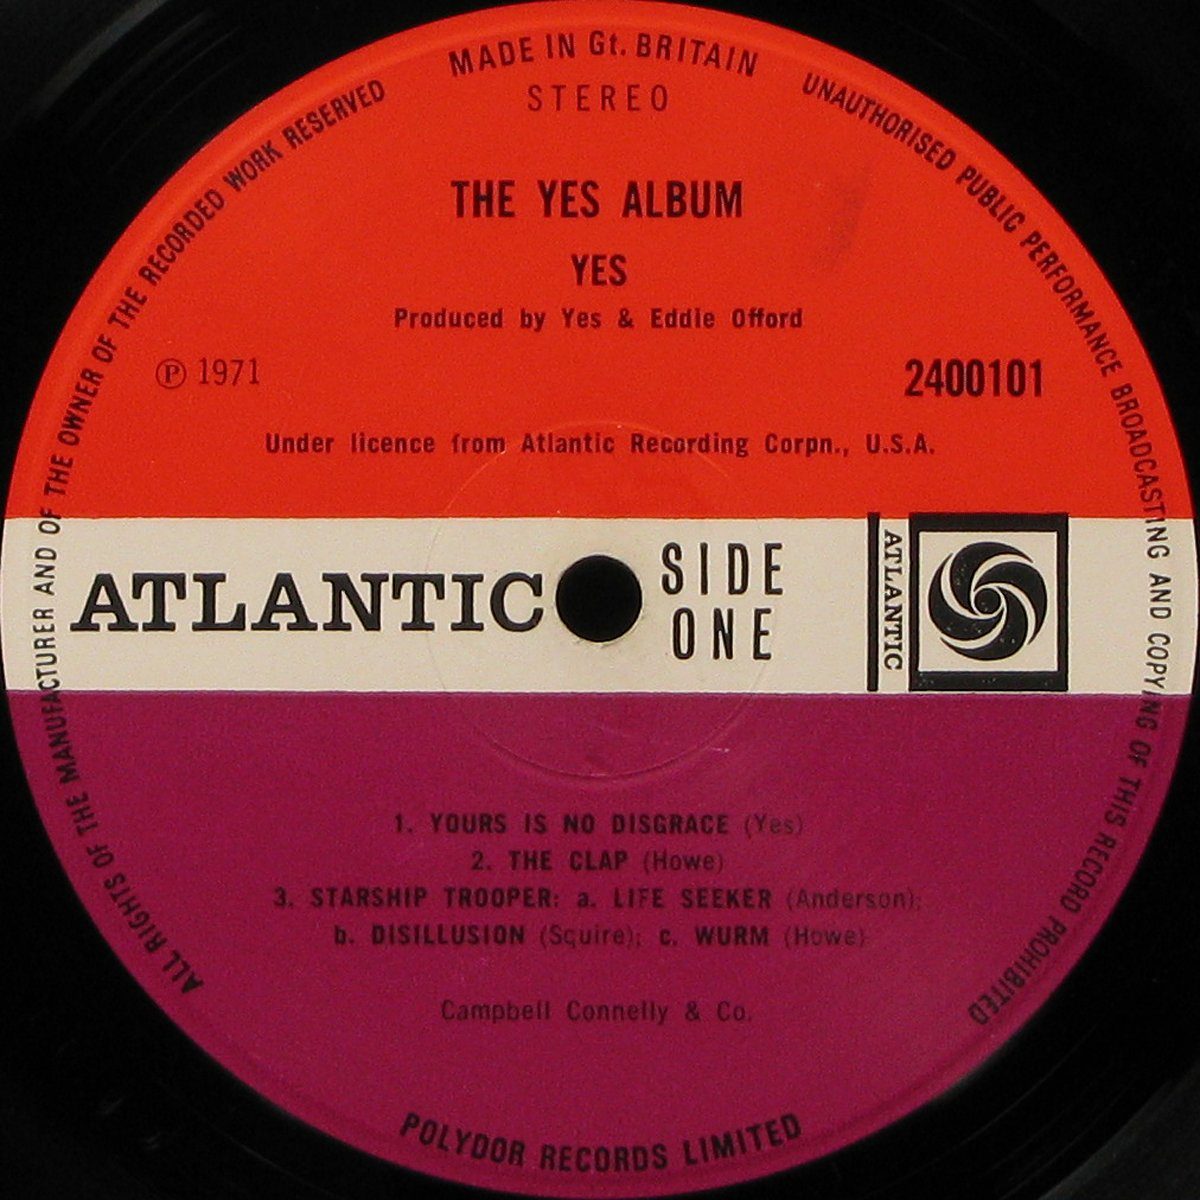 MADE IN Gt. BRITAIN
STEREO
THE YES ALBUM
YES
Produced by Yes & Eddie Offord
℗ 1971
2400101
Under licence from Atlantic Recording Corpn., U.S.A.
ATLANTIC
SIDE
ONE
ATLANTIC
1. YOURS IS NO DISGRACE (Yes)
2. THE CLAP (Howe)
3. STARSHIP TROOPER: a. LIFE SEEKER (Anderson);
b. DISILLUSION (Squire); c. WURM (Howe)
Campbell Connelly & Co.
POLYDOR RECORDS LIMITED
ALL RIGHTS OF THE MANUFACTURER AND OF THE OWNER OF THE RECORDED WORK RESERVED
UNAUTHORISED PUBLIC PERFORMANCE BROADCASTING AND COPYING OF THIS RECORD PROHIBITED